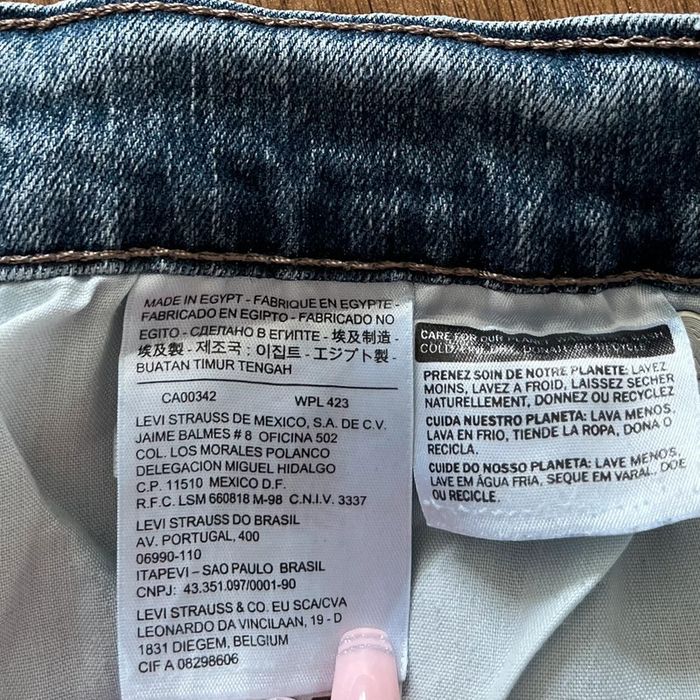 MADE IN EGYPT - FABRIQUE EN EGYPTE -
FABRICADO EN EGIPTO - FABRICADO NO
EGITO - СДЕЛАНО В ЕГИПТЕ - 埃及制造 -
埃及製 - 제조국 : 이집트 - エジプト製 -
BUATAN TIMUR TENGAH
CA00342 WPL 423
LEVI STRAUSS DE MEXICO, S.A. DE C.V.
JAIME BALMES # 8 OFICINA 502
COL. LOS MORALES POLANCO
DELEGACION MIGUEL HIDALGO
C.P. 11510 MEXICO D.F.
R.F.C. LSM 660818 M-98 C.N.I.V. 3337
LEVI STRAUSS DO BRASIL
AV. PORTUGAL, 400
06990-110
ITAPEVI – SAO PAULO BRASIL
CNPJ: 43.351.097/0001-90
LEVI STRAUSS & CO. EU SCA/CVA
LEONARDO DA VINCILAAN, 19 - D
1831 DIEGEM, BELGIUM
CIF A 08298606
CARE FOR OUR PLANET
COLD
PRENEZ SOIN DE NOTRE PLANETE: LAVEZ
MOINS, LAVEZ A FROID, LAISSEZ SECHER
NATURELLEMENT, DONNEZ OU RECYCLEZ
CUIDA NUESTRO PLANETA: LAVA MENOS,
LAVA EN FRIO, TIENDE LA ROPA, DONA O
RECICLA.
CUIDE DO NOSSO PLANETA: LAVE MENOS,
LAVE EM ÁGUA FRIA, SEQUE EM VARAL, DOE
OU RECICLE.